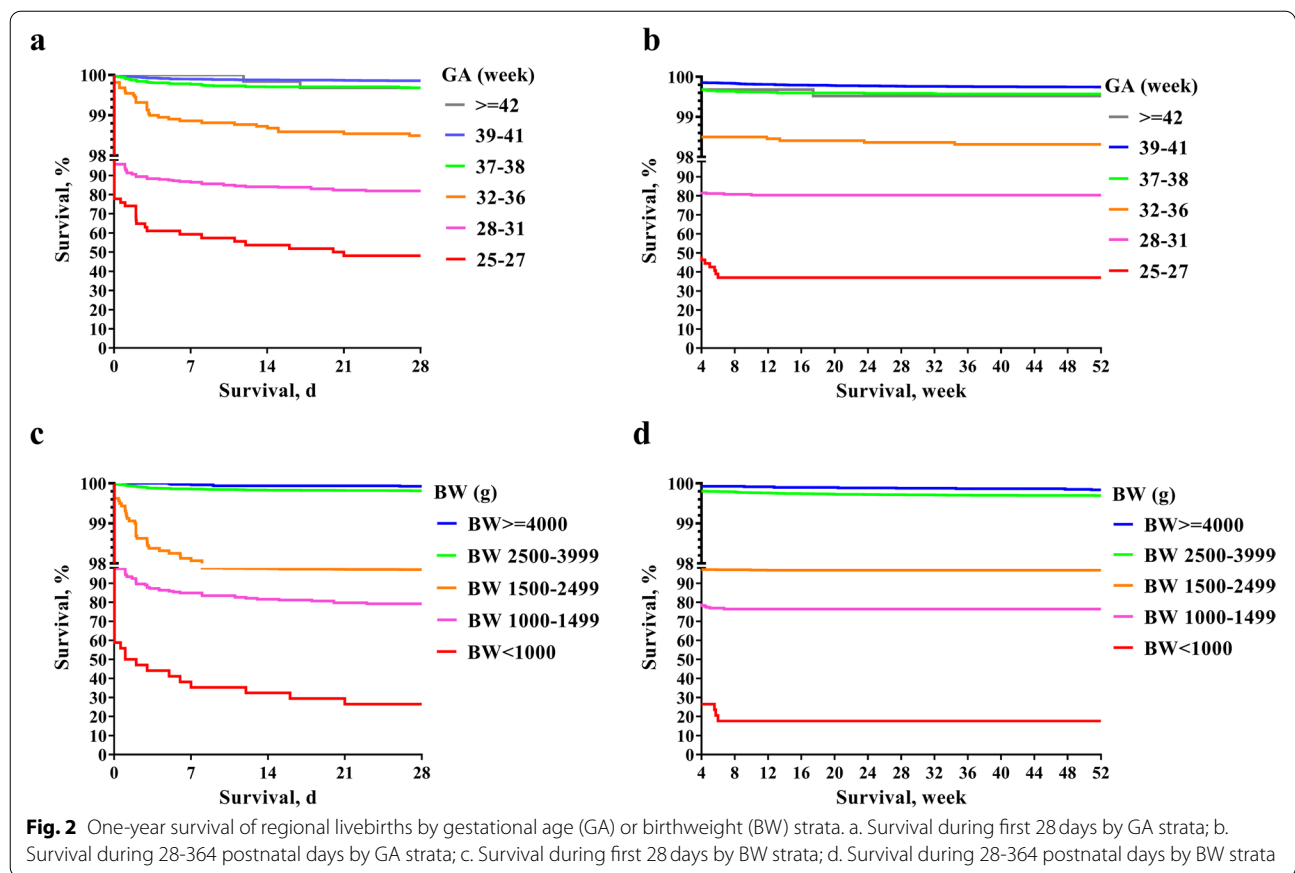 a
GA (week)
>=42
39-41
37-38
32-36
28-31
25-27
100
99
98
90
80
70
60
50
40
30
20
10
0
Survival, %
0 7 14 21 28
Survival, d
b
GA (week)
>=42
39-41
37-38
32-36
28-31
25-27
100
99
98
90
80
70
60
50
40
30
20
10
0
Survival, %
4 8 12 16 20 24 28 32 36 40 44 48 52
Survival, week
c
BW (g)
BW>=4000
BW 2500-3999
BW 1500-2499
BW 1000-1499
BW<1000
100
99
98
90
80
70
60
50
40
30
20
10
0
Survival, %
0 7 14 21 28
Survival, d
d
BW (g)
BW>=4000
BW 2500-3999
BW 1500-2499
BW 1000-1499
BW<1000
100
99
98
90
80
70
60
50
40
30
20
10
0
Survival, %
4 8 12 16 20 24 28 32 36 40 44 48 52
Survival, week
Fig. 2 One-year survival of regional livebirths by gestational age (GA) or birthweight (BW) strata. a. Survival during first 28 days by GA strata; b.
Survival during 28-364 postnatal days by GA strata; c. Survival during first 28 days by BW strata; d. Survival during 28-364 postnatal days by BW strata